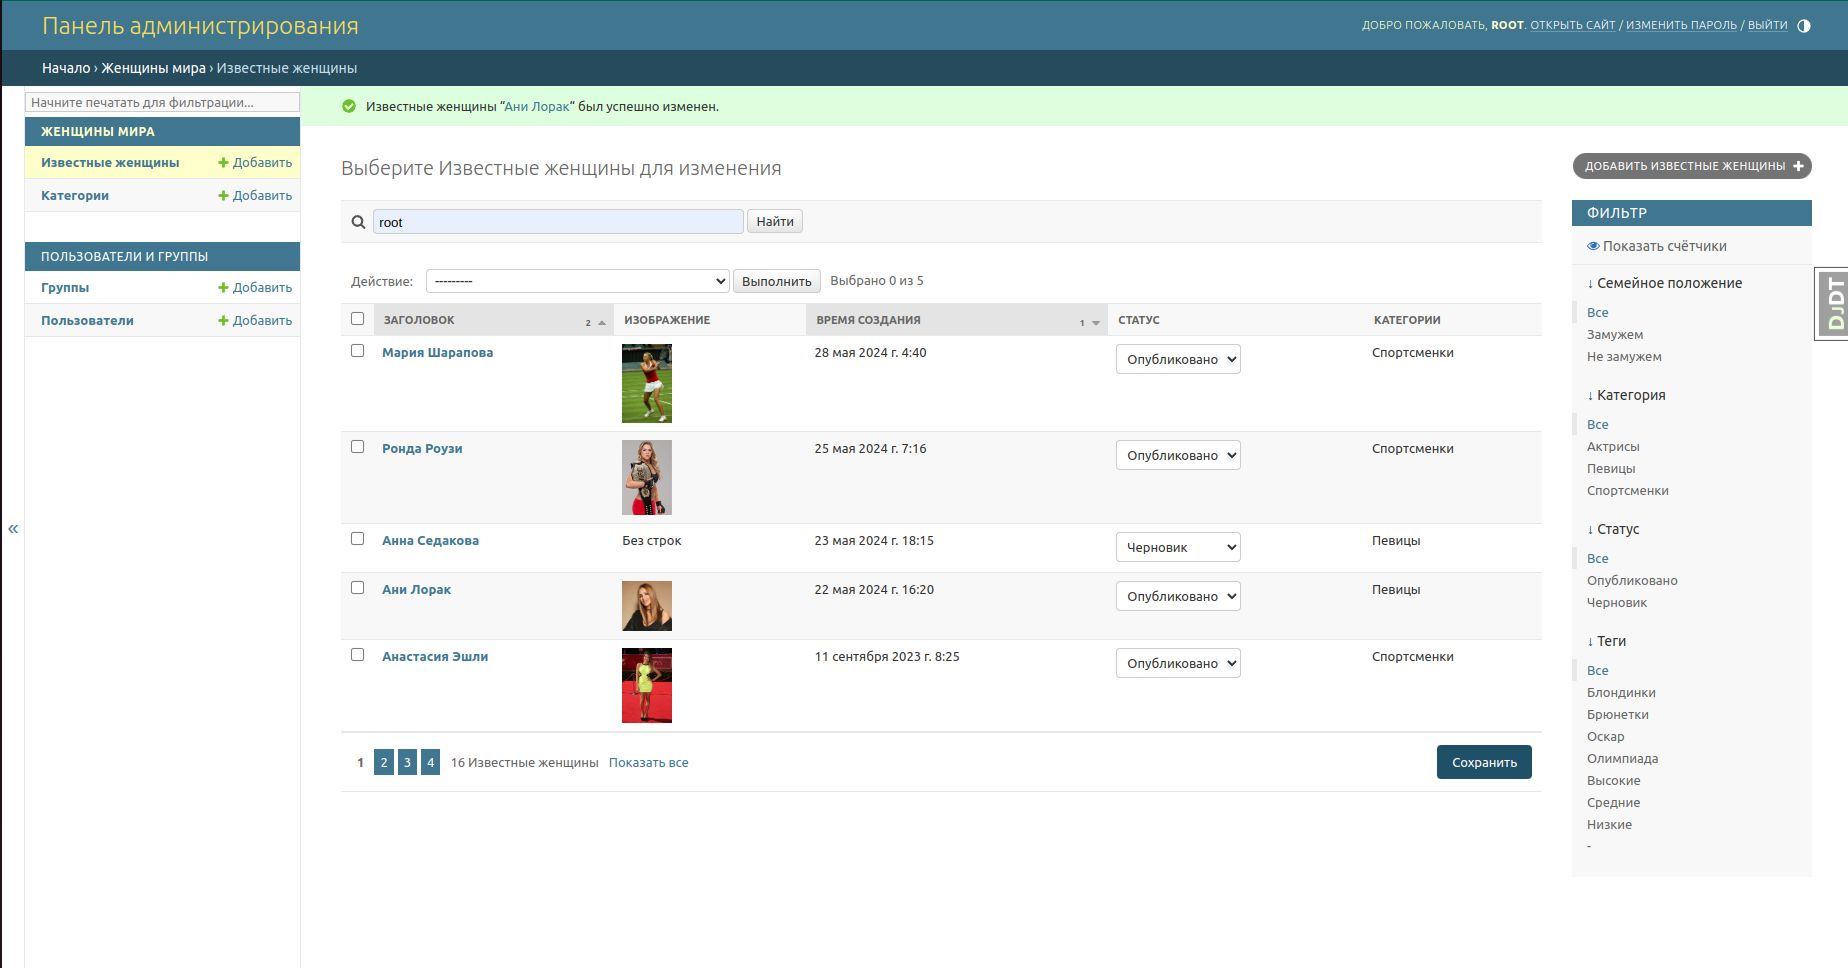 Панель администрирования
ДОБРО ПОЖАЛОВАТЬ, ROOT. ОТКРЫТЬ САЙТ / ИЗМЕНИТЬ ПАРОЛЬ / ВЫЙТИ
Начало › Женщины мира › Известные женщины
Начните печатать для фильтрации...
ЖЕНЩИНЫ МИРА
Известные женщины + Добавить
Категории + Добавить
ПОЛЬЗОВАТЕЛИ И ГРУППЫ
Группы + Добавить
Пользователи + Добавить
«
Известные женщины “Ани Лорак” был успешно изменен.
Выберите Известные женщины для изменения
ДОБАВИТЬ ИЗВЕСТНЫЕ ЖЕНЩИНЫ +
root Найти
Действие: --------- Выполнить Выбрано 0 из 5
ЗАГОЛОВОК 2 ИЗОБРАЖЕНИЕ ВРЕМЯ СОЗДАНИЯ 1 СТАТУС КАТЕГОРИИ
Мария Шарапова 28 мая 2024 г. 4:40 Опубликовано Спортсменки
Ронда Роузи 25 мая 2024 г. 7:16 Опубликовано Спортсменки
Анна Седакова Без строк 23 мая 2024 г. 18:15 Черновик Певицы
Ани Лорак 22 мая 2024 г. 16:20 Опубликовано Певицы
Анастасия Эшли 11 сентября 2023 г. 8:25 Опубликовано Спортсменки
1 2 3 4 16 Известные женщины Показать все Сохранить
ФИЛЬТР
Показать счётчики
↓ Семейное положение
Все
Замужем
Не замужем
↓ Категория
Все
Актрисы
Певицы
Спортсменки
↓ Статус
Все
Опубликовано
Черновик
↓ Теги
Все
Блондинки
Брюнетки
Оскар
Олимпиада
Высокие
Средние
Низкие
-
DJDT